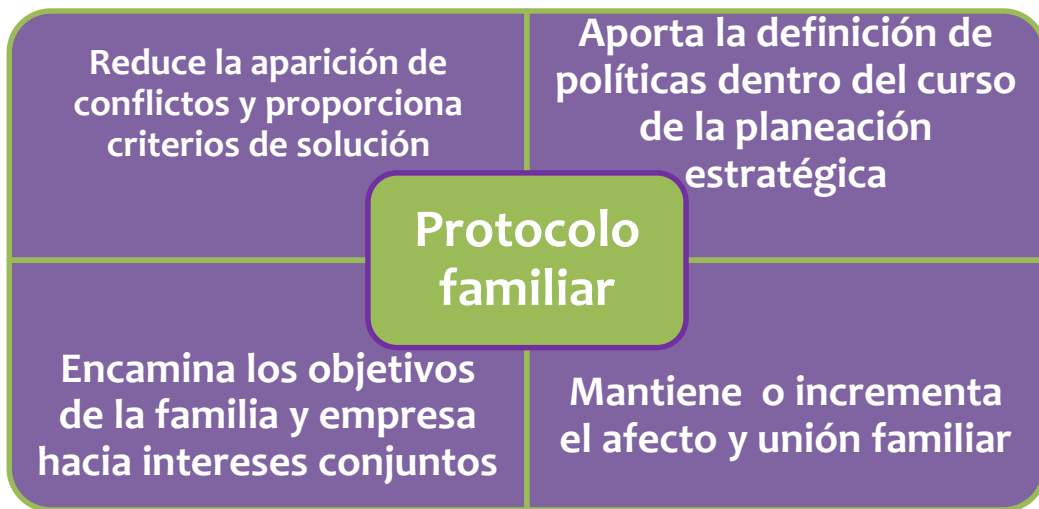 Reduce la aparición de
conflictos y proporciona
criterios de solución
Aporta la definición de
políticas dentro del curso
de la planeación
estratégica
Protocolo
familiar
Encamina los objetivos
de la familia y empresa
hacia intereses conjuntos
Mantiene o incrementa
el afecto y unión familiar